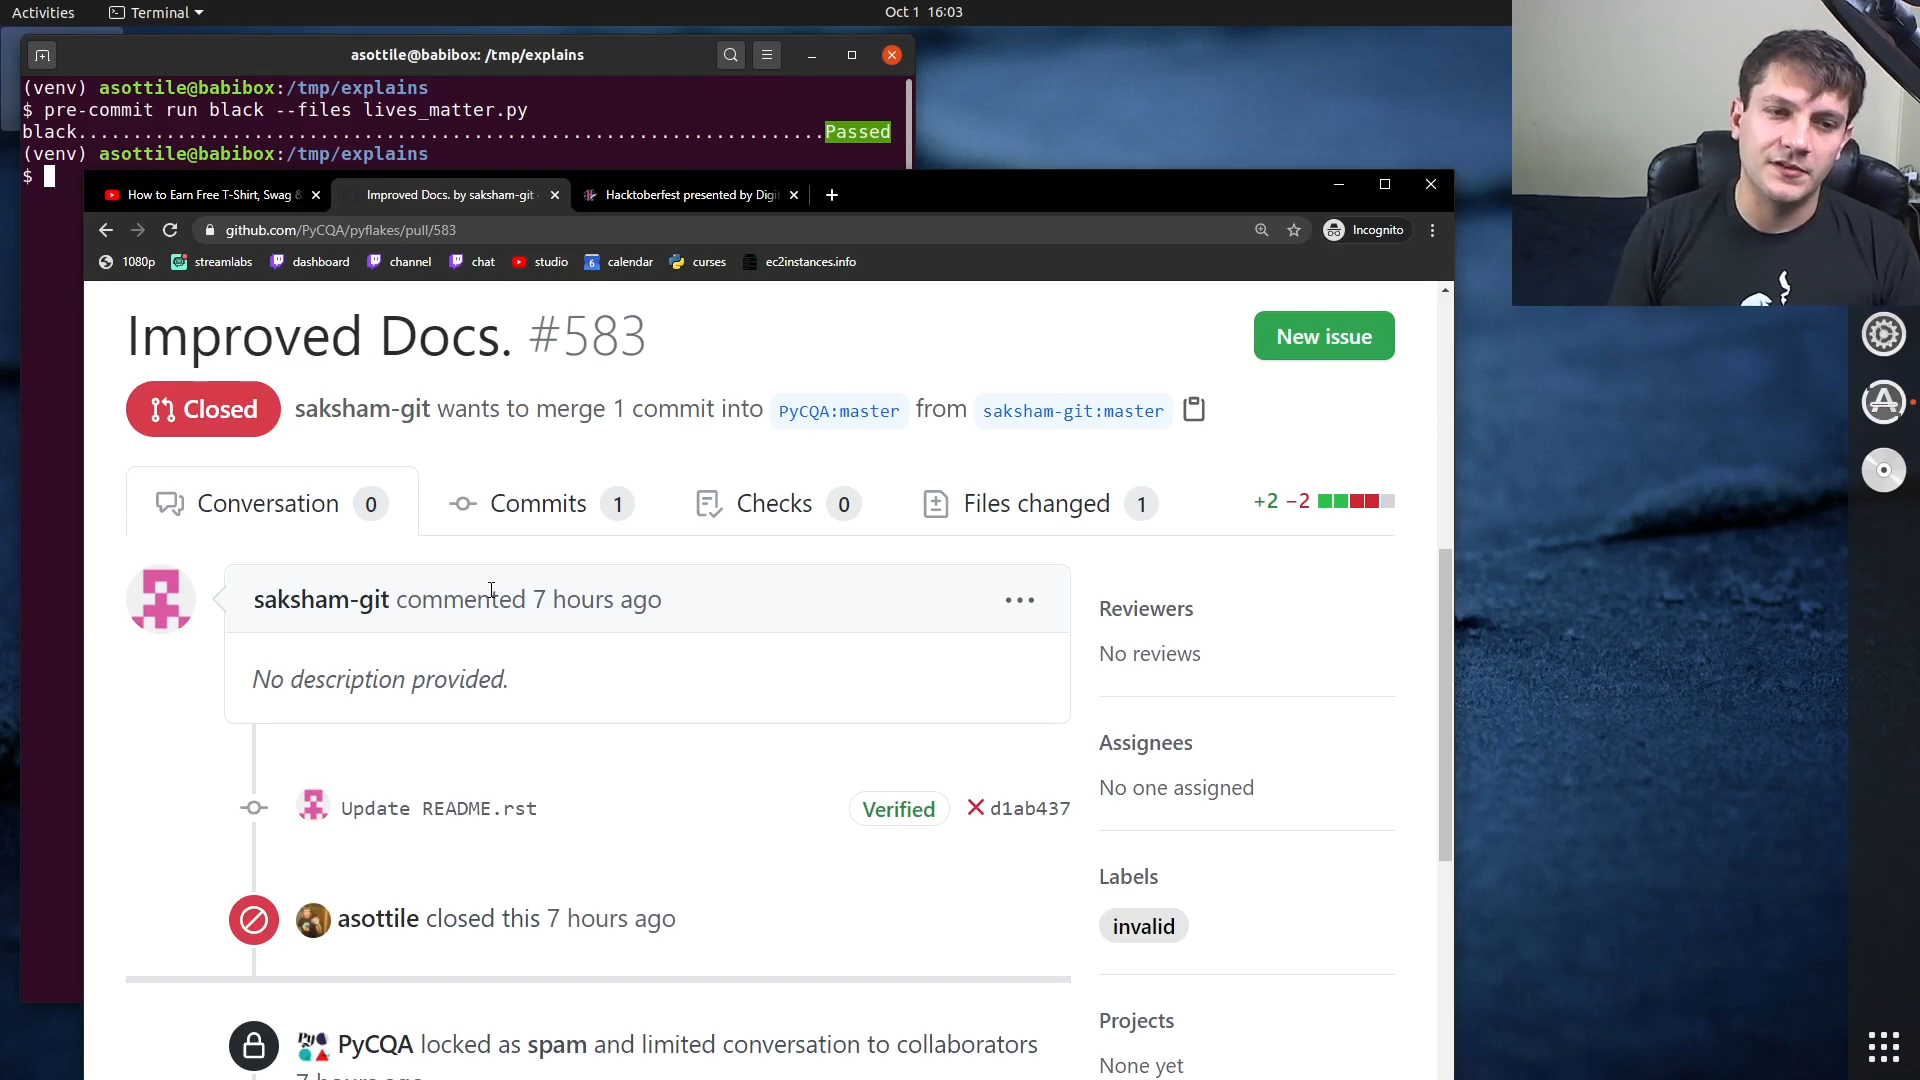 Activities
Terminal
Oct 1 16:03
asottile@babibox: /tmp/explains
(venv) asottile@babibox:/tmp/explains
$ pre-commit run black --files lives_matter.py
black....................................................................Passed
(venv) asottile@babibox:/tmp/explains
$
How to Earn Free T-Shirt, Swag &
Improved Docs. by saksham-git
Hacktoberfest presented by Digi
github.com/PyCQA/pyflakes/pull/583
Incognito
1080p
streamlabs
dashboard
channel
chat
studio
6
calendar
curses
ec2instances.info
Improved Docs. #583
New issue
Closed
saksham-git wants to merge 1 commit into PyCQA:master from saksham-git:master
Conversation 0
Commits 1
Checks 0
Files changed 1
+2 −2
saksham-git commented 7 hours ago
No description provided.
Update README.rst
Verified
d1ab437
asottile closed this 7 hours ago
PyCQA locked as spam and limited conversation to collaborators
7 hours ago
Reviewers
No reviews
Assignees
No one assigned
Labels
invalid
Projects
None yet